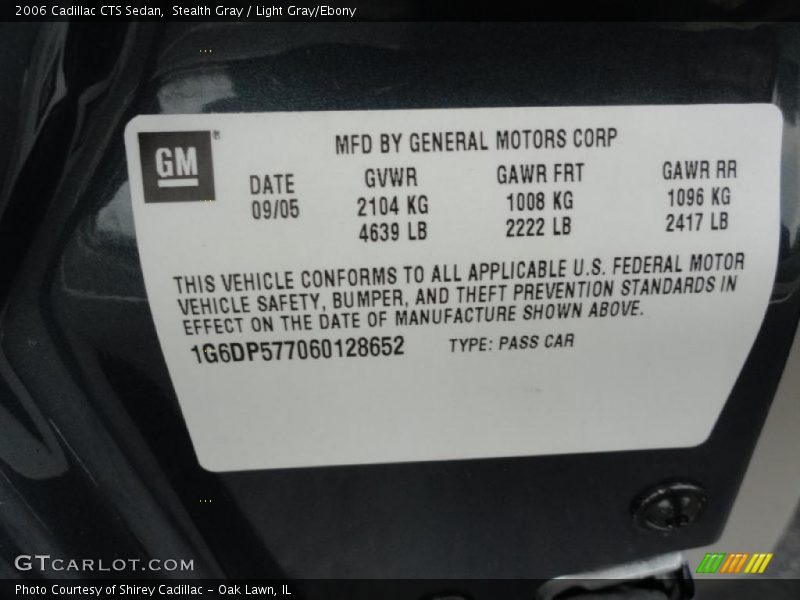 2006 Cadillac CTS Sedan, Stealth Gray / Light Gray/Ebony
GM®
MFD BY GENERAL MOTORS CORP
DATE GVWR GAWR FRT GAWR RR
09/05 2104 KG 1008 KG 1096 KG
4639 LB 2222 LB 2417 LB
THIS VEHICLE CONFORMS TO ALL APPLICABLE U.S. FEDERAL MOTOR
VEHICLE SAFETY, BUMPER, AND THEFT PREVENTION STANDARDS IN
EFFECT ON THE DATE OF MANUFACTURE SHOWN ABOVE.
1G6DP577060128652 TYPE: PASS CAR
GTCARLOT.COM
Photo Courtesy of Shirey Cadillac - Oak Lawn, IL